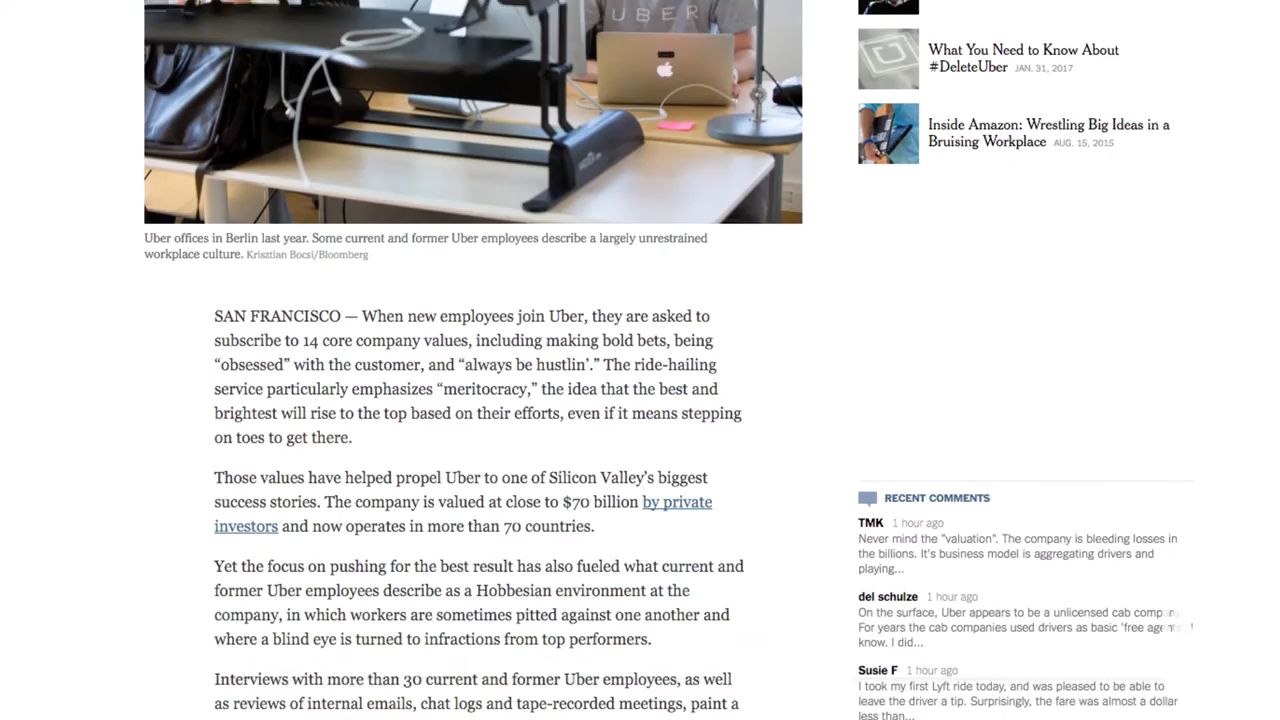 UBER
Uber offices in Berlin last year. Some current and former Uber employees describe a largely unrestrained
workplace culture. Krisztian Bocsi/Bloomberg
SAN FRANCISCO — When new employees join Uber, they are asked to
subscribe to 14 core company values, including making bold bets, being
“obsessed” with the customer, and “always be hustlin’.” The ride-hailing
service particularly emphasizes “meritocracy,” the idea that the best and
brightest will rise to the top based on their efforts, even if it means stepping
on toes to get there.
Those values have helped propel Uber to one of Silicon Valley’s biggest
success stories. The company is valued at close to $70 billion by private
investors and now operates in more than 70 countries.
Yet the focus on pushing for the best result has also fueled what current and
former Uber employees describe as a Hobbesian environment at the
company, in which workers are sometimes pitted against one another and
where a blind eye is turned to infractions from top performers.
Interviews with more than 30 current and former Uber employees, as well
as reviews of internal emails, chat logs and tape-recorded meetings, paint a
What You Need to Know About
#DeleteUber JAN. 31, 2017
Inside Amazon: Wrestling Big Ideas in a
Bruising Workplace AUG. 15, 2015
RECENT COMMENTS
TMK 1 hour ago
Never mind the "valuation". The company is bleeding losses in
the billions. It's business model is aggregating drivers and
playing...
del schulze 1 hour ago
On the surface, Uber appears to be a unlicensed cab company.
For years the cab companies used drivers as basic 'free agents,' I
know. I did...
Susie F 1 hour ago
I took my first Lyft ride today, and was pleased to be able to
leave the driver a tip. Surprisingly, the fare was almost a dollar
less than...